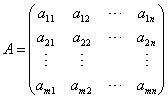 A = ( a11 a12 ⋯ a1n
a21 a22 ⋯ a2n
⋮ ⋮ ⋮
am1 am2 ⋯ amn )